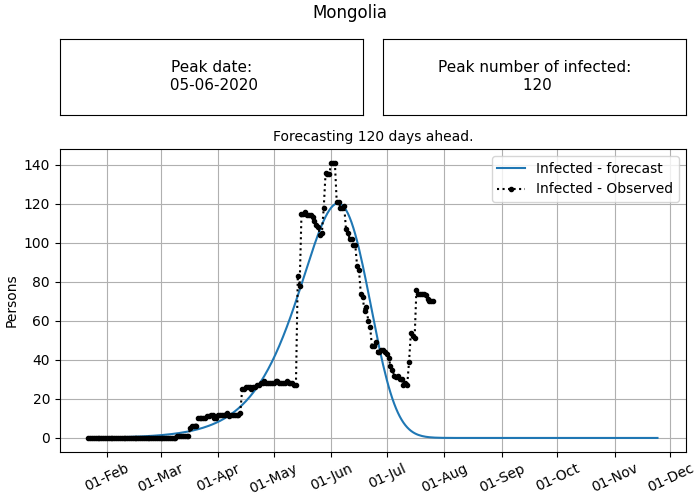 Mongolia
Peak date:
05-06-2020
Peak number of infected:
120
Forecasting 120 days ahead.
Infected - forecast
Infected - Observed
Persons
140
120
100
80
60
40
20
0
01-Feb
01-Mar
01-Apr
01-May
01-Jun
01-Jul
01-Aug
01-Sep
01-Oct
01-Nov
01-Dec